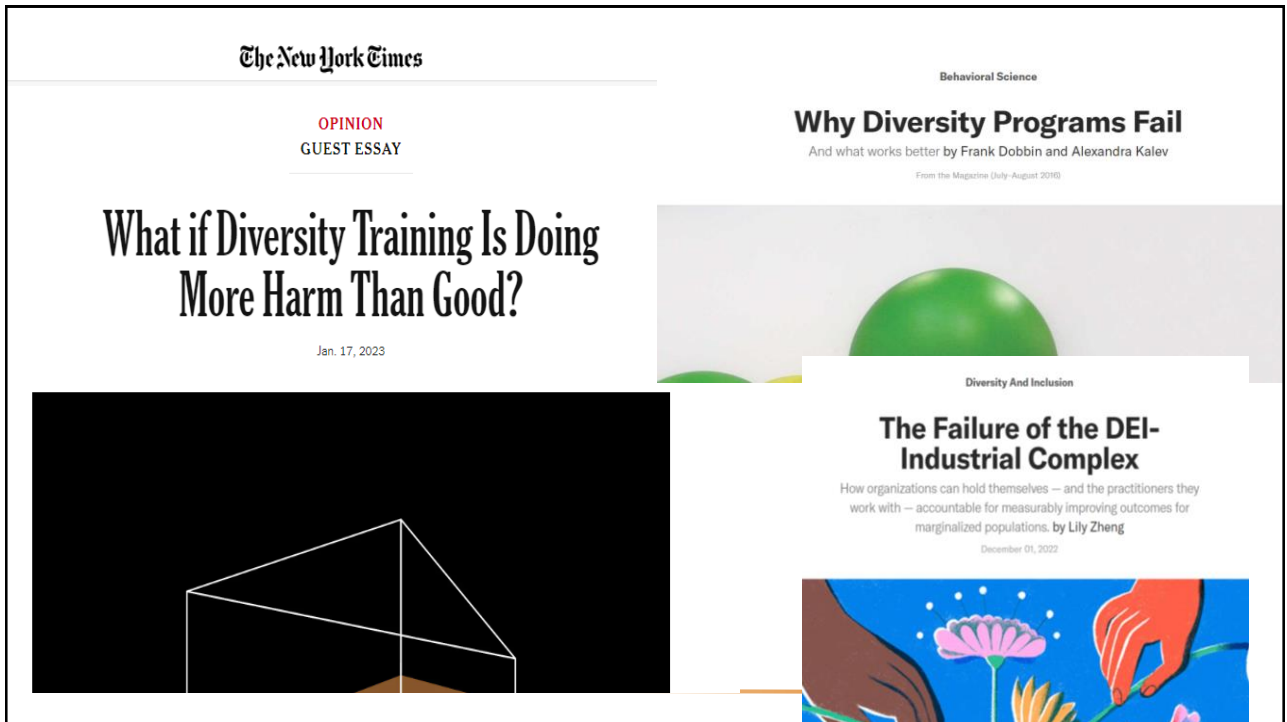 The New York Times
OPINION
GUEST ESSAY
What if Diversity Training Is Doing
More Harm Than Good?
Jan. 17, 2023
Behavioral Science
Why Diversity Programs Fail
And what works better by Frank Dobbin and Alexandra Kalev
From the Magazine (July-August 2016)
Diversity And Inclusion
The Failure of the DEI-
Industrial Complex
How organizations can hold themselves — and the practitioners they
work with — accountable for measurably improving outcomes for
marginalized populations. by Lily Zheng
December 01, 2022